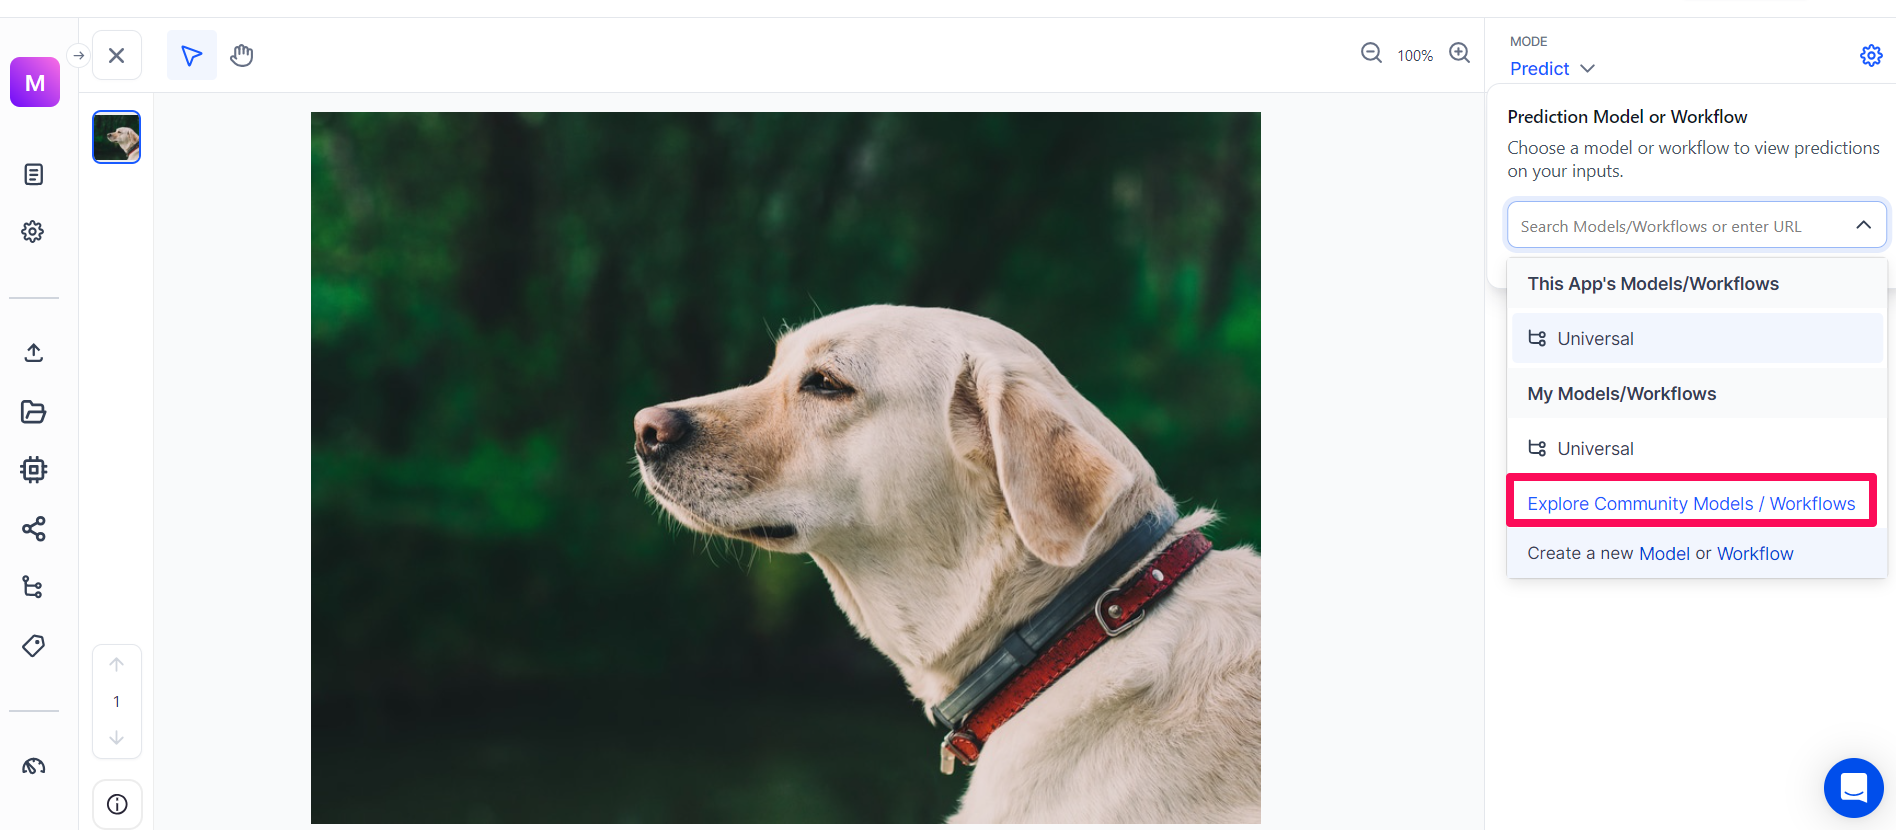 M
100%
MODE
Predict
Prediction Model or Workflow
Choose a model or workflow to view predictions
on your inputs.
Search Models/Workflows or enter URL
This App's Models/Workflows
Universal
My Models/Workflows
Universal
Explore Community Models / Workflows
Create a new Model or Workflow
1